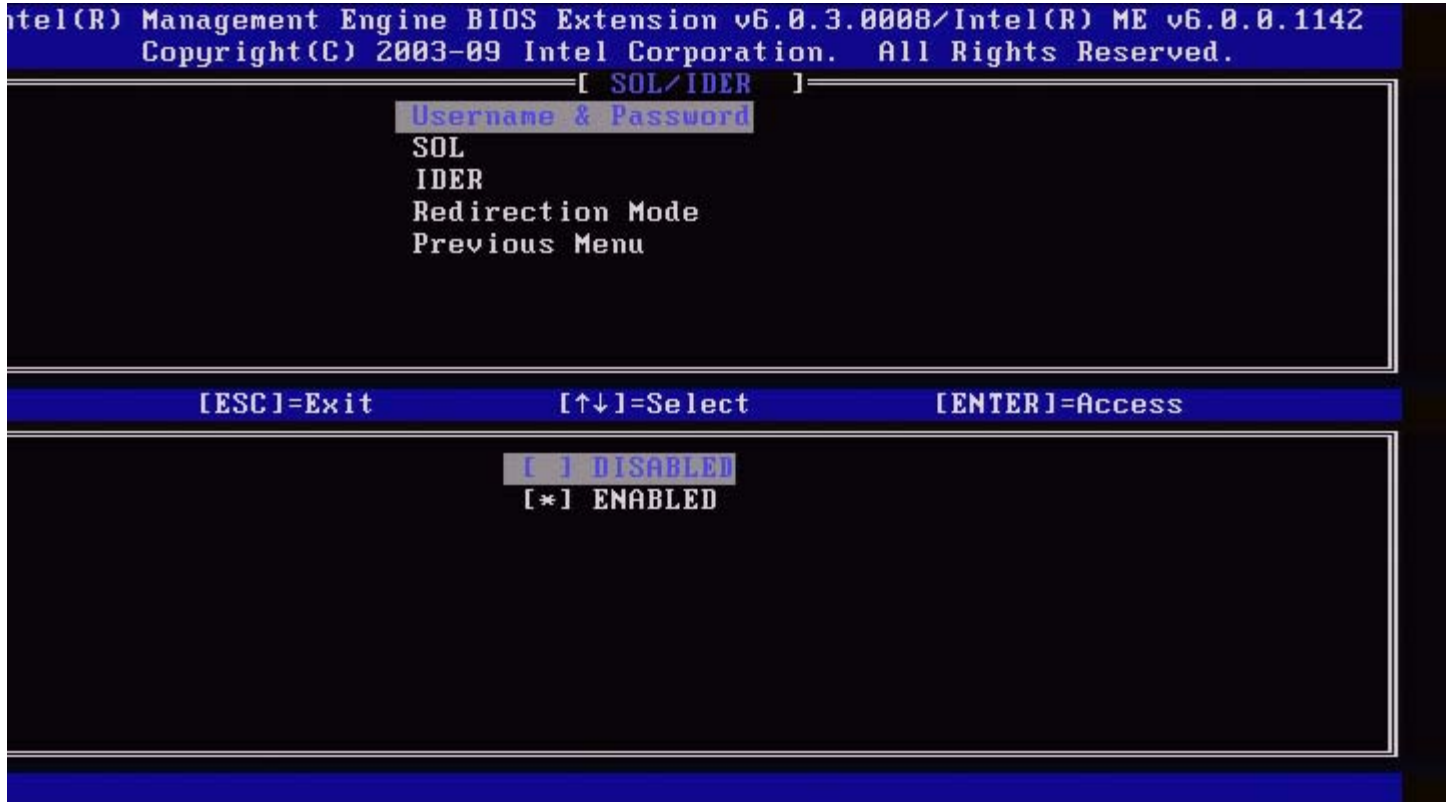 ntel(R) Management Engine BIOS Extension v6.0.3.0008/Intel(R) ME v6.0.0.1142
Copyright(C) 2003-09 Intel Corporation. All Rights Reserved.
[ SOL/IDER ]
Username & Password
SOL
IDER
Redirection Mode
Previous Menu
[ESC]=Exit [↑↓]=Select [ENTER]=Access
[ ] DISABLED
[*] ENABLED